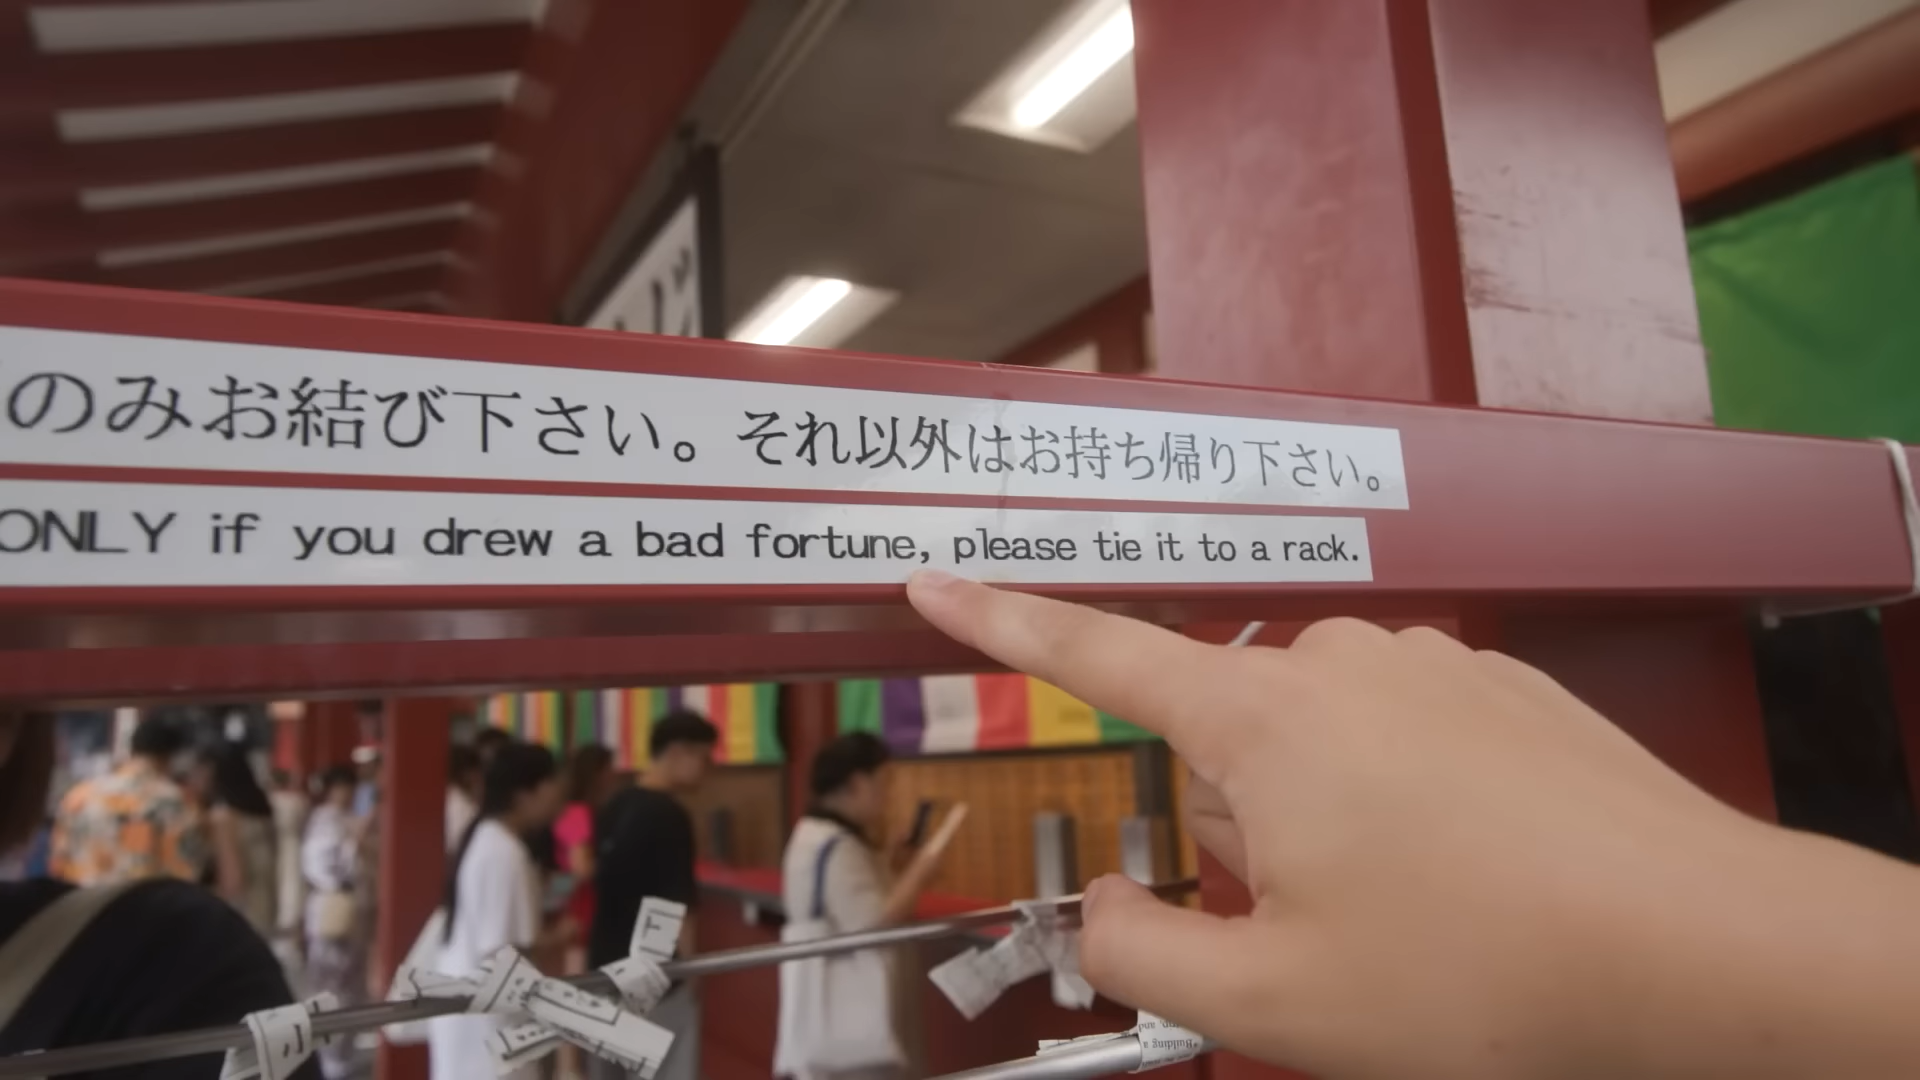 のみお結び下さい。それ以外はお持ち帰り下さい。
ONLY if you drew a bad fortune, please tie it to a rack.
Building a